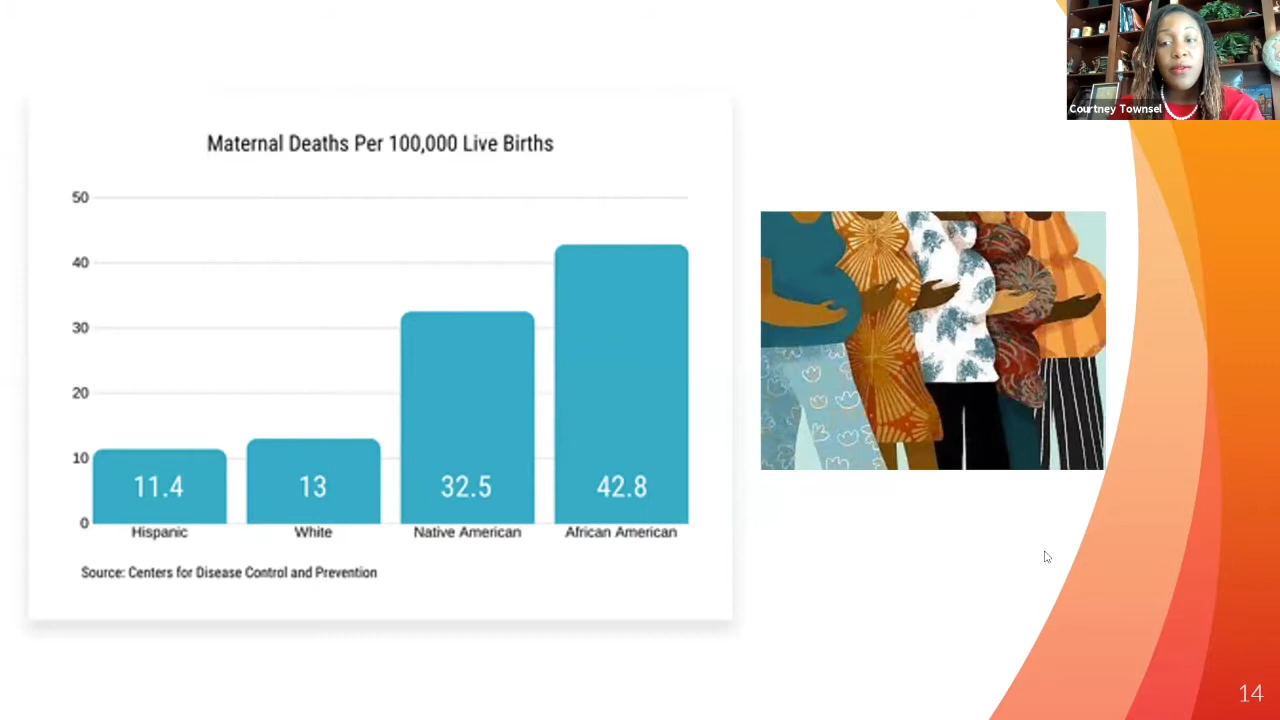 Courtney Townsel
Maternal Deaths Per 100,000 Live Births
50
40
30
20
10
0
11.4
13
32.5
42.8
Hispanic
White
Native American
African American
Source: Centers for Disease Control and Prevention
14